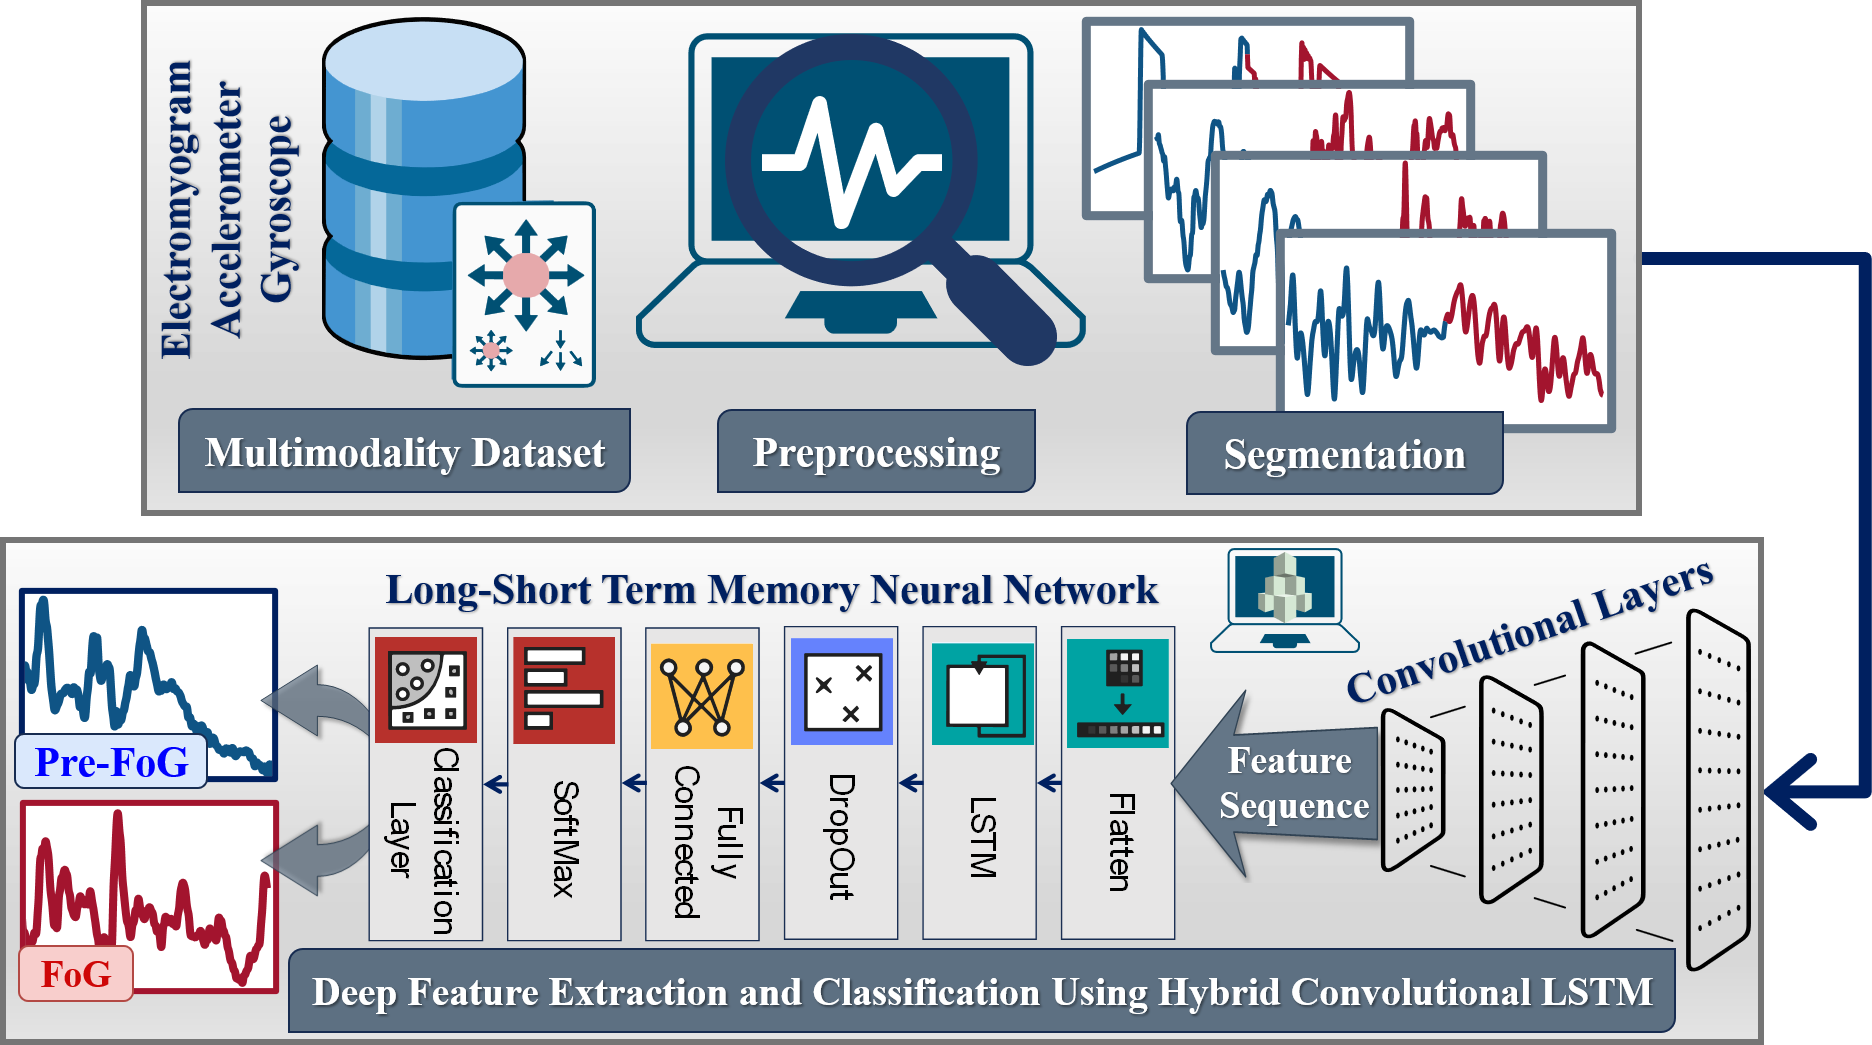 Electromyogram
Accelerometer
Gyroscope
Multimodality Dataset
Preprocessing
Segmentation
Long-Short Term Memory Neural Network
Convolutional Layers
Feature
Sequence
Flatten
LSTM
DropOut
Fully
Connected
SoftMax
Classification
Layer
Pre-FoG
FoG
Deep Feature Extraction and Classification Using Hybrid Convolutional LSTM